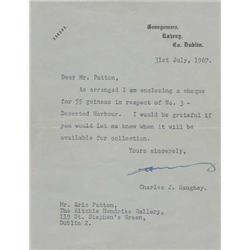 Grangemore,
Raheny,
Co. Dublin.
31st July, 1967.
Dear Mr. Patton,
As arranged I am enclosing a cheque
for 55 guineas in respect of No. 3 -
Deserted Harbour. I would be grateful if
you would let me know when it will be
available for collection.
Yours sincerely,
Charles J. Haughey.
Mr. Eric Patton,
The Ritchie Hendriks Gallery,
119 St. Stephen's Green,
Dublin 2.